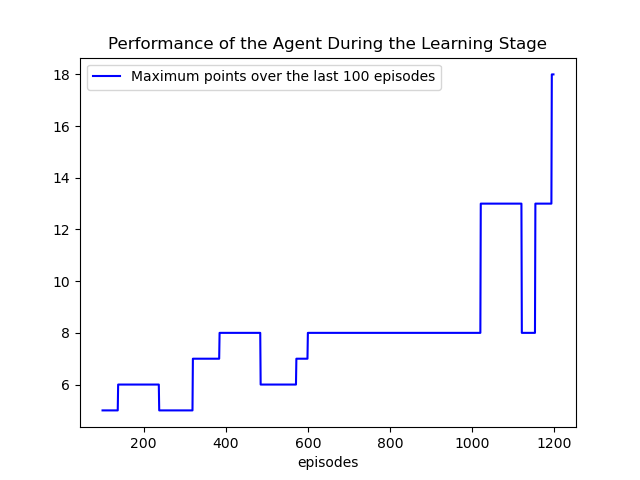 Performance of the Agent During the Learning Stage
Maximum points over the last 100 episodes
18
16
14
12
10
8
6
200 400 600 800 1000 1200
episodes